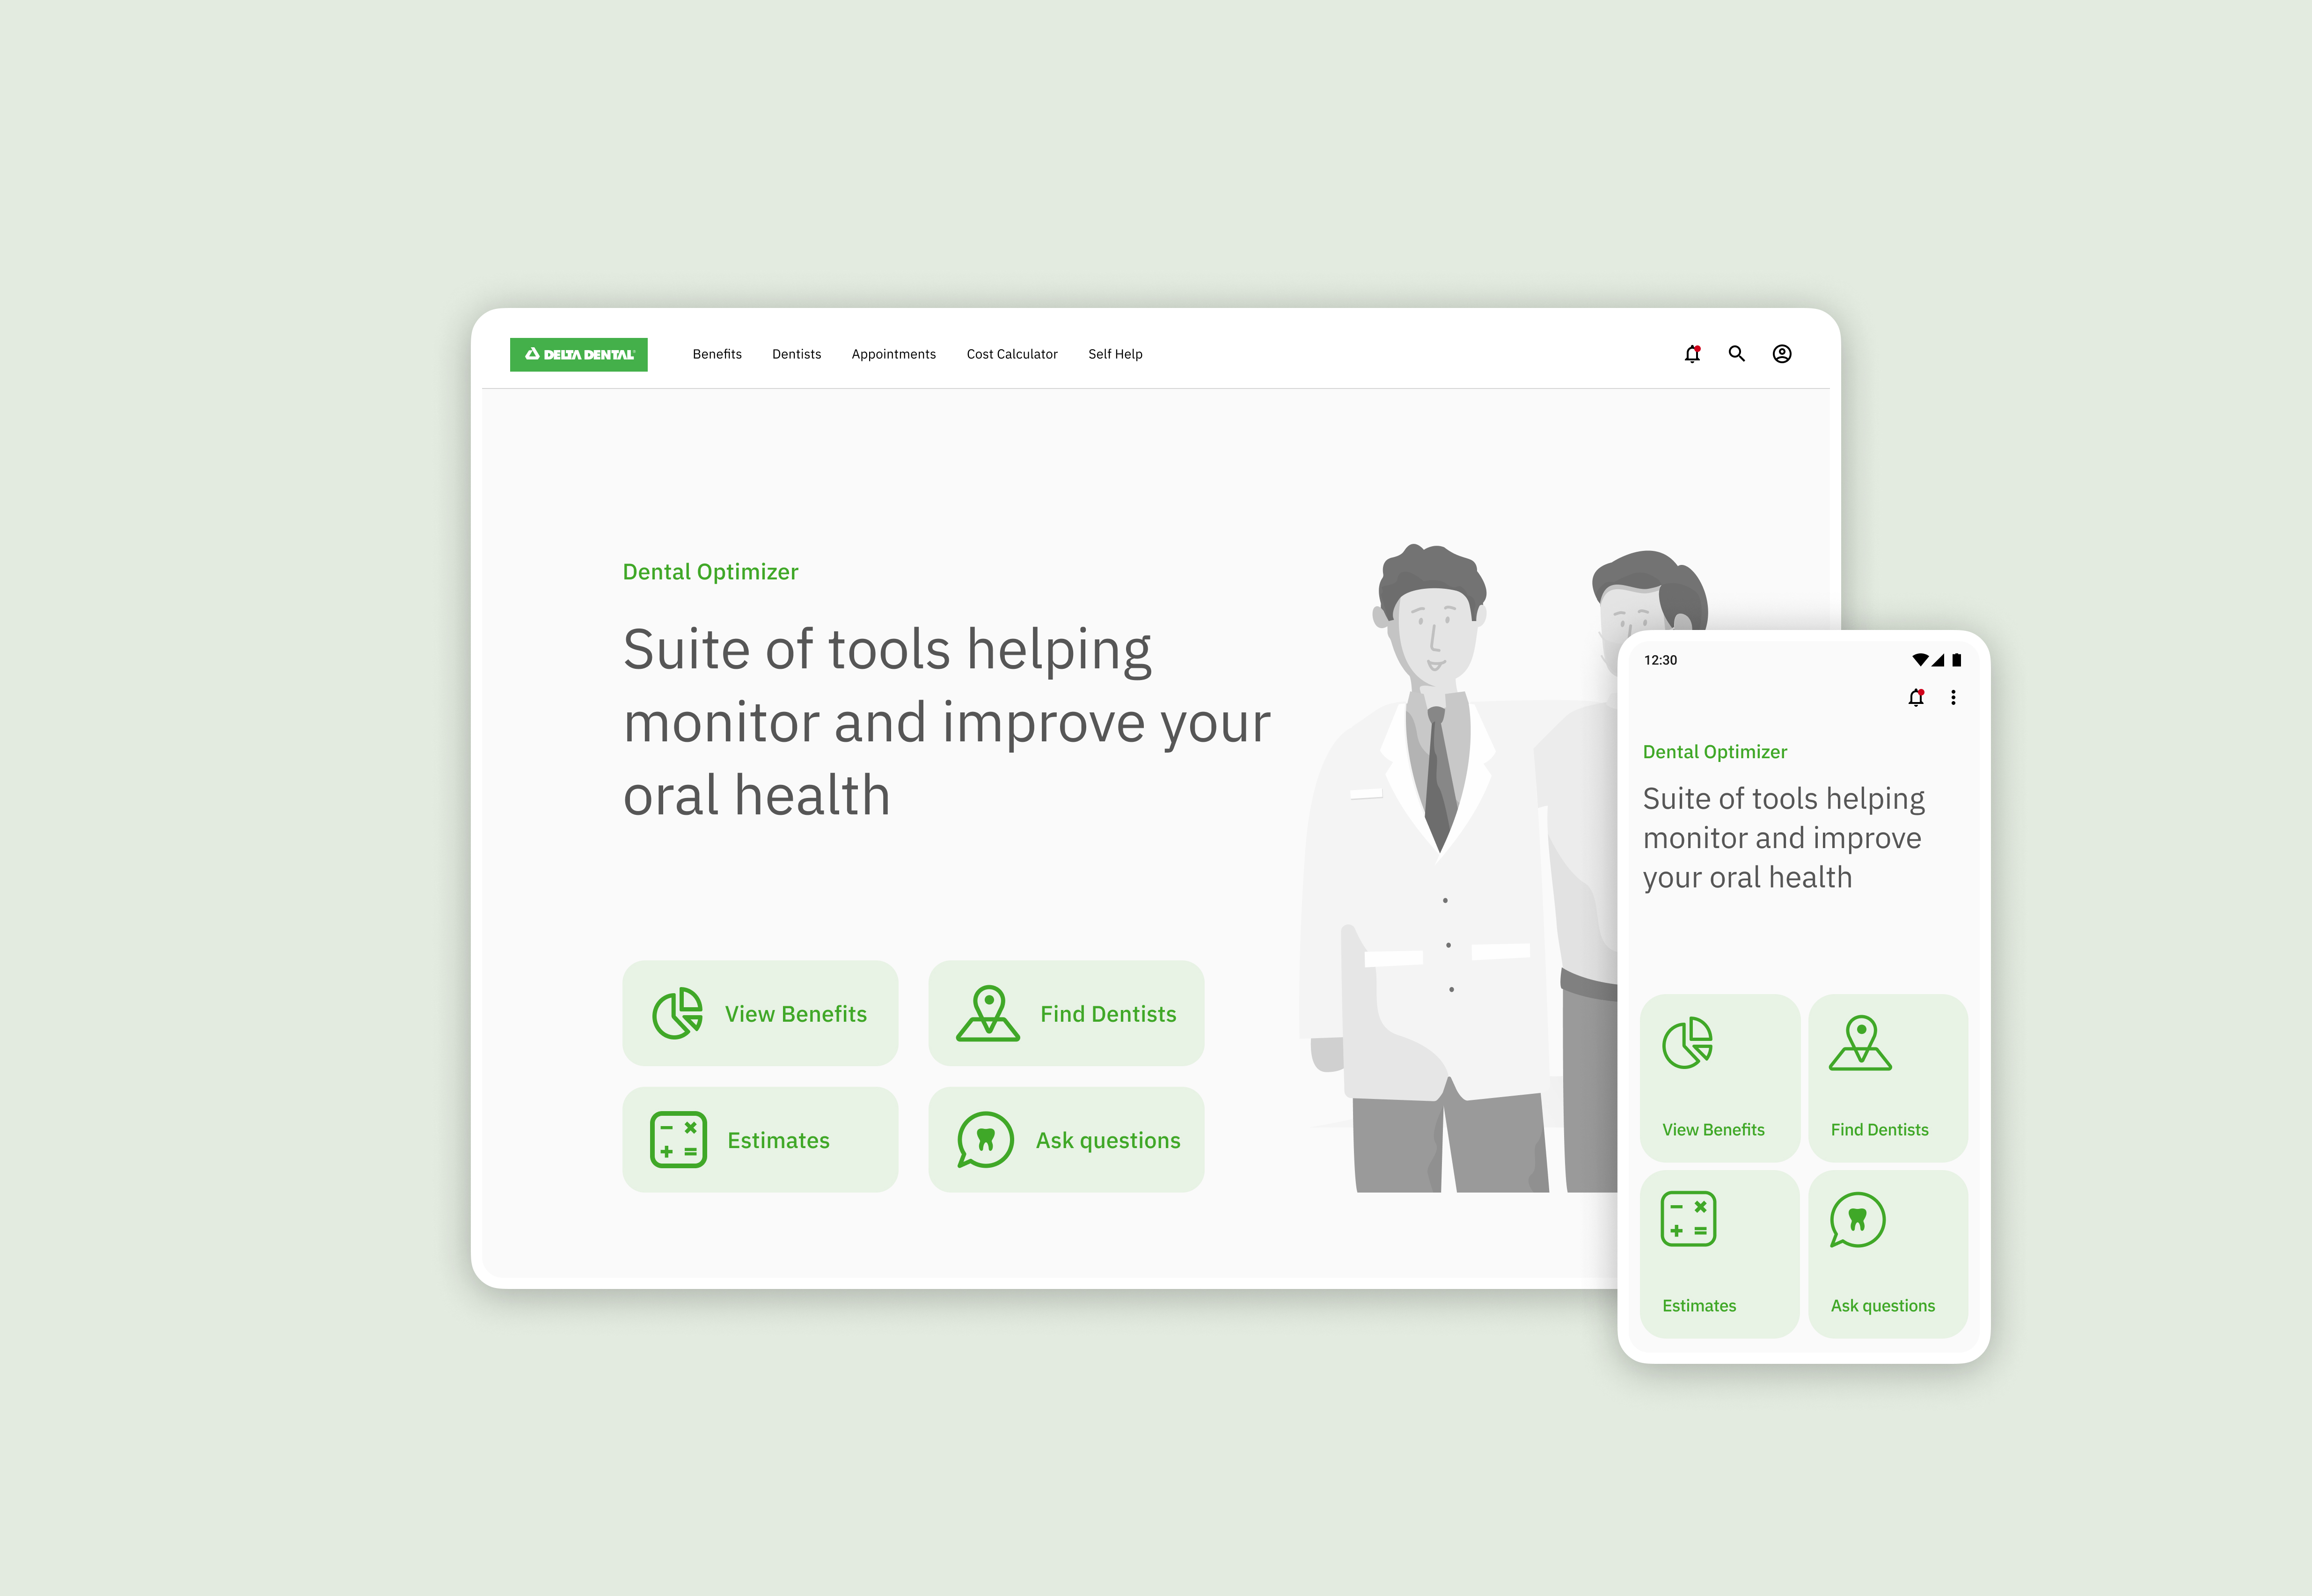 DELTA DENTAL
Benefits Dentists Appointments Cost Calculator Self Help
Dental Optimizer
Suite of tools helping
monitor and improve your
oral health
View Benefits
Find Dentists
Estimates
Ask questions
12:30
Dental Optimizer
Suite of tools helping
monitor and improve
your oral health
View Benefits
Find Dentists
Estimates
Ask questions